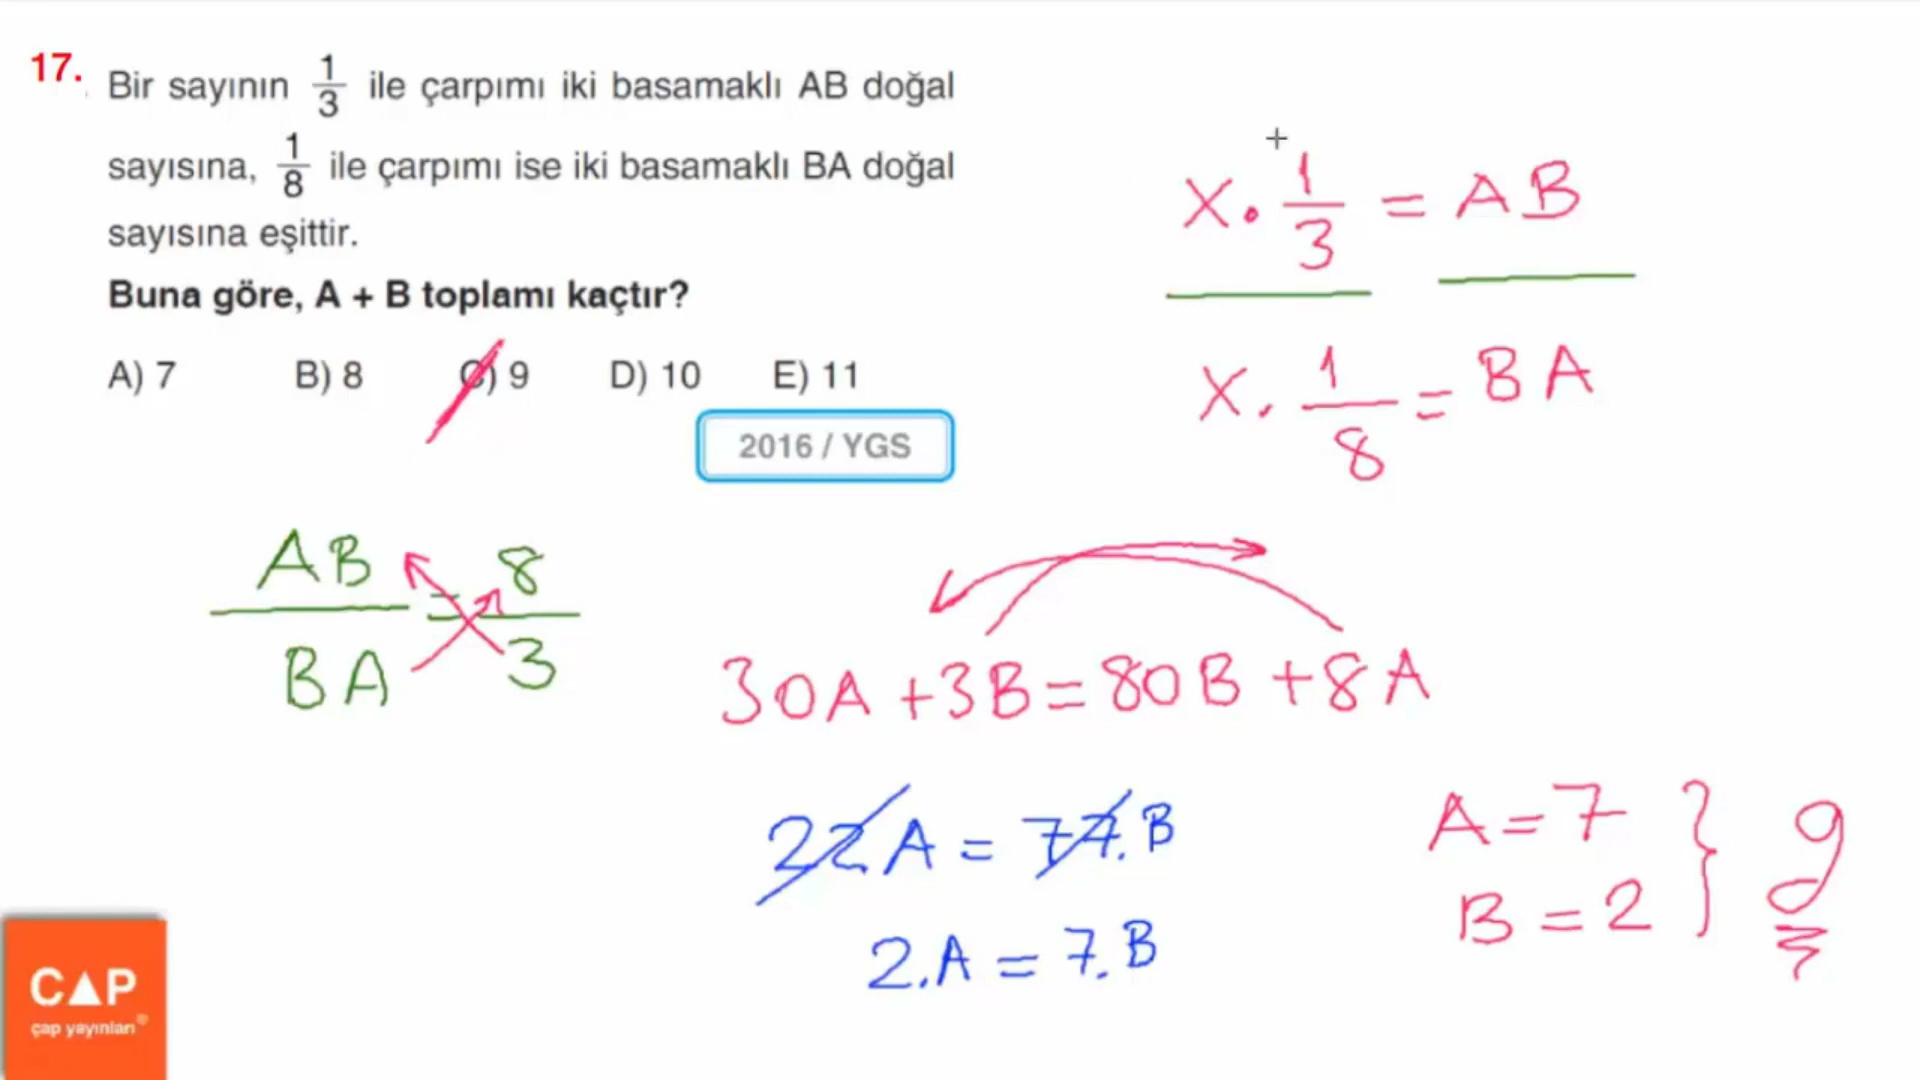 17. Bir sayının 1/3 ile çarpımı iki basamaklı AB doğal
sayısına, 1/8 ile çarpımı ise iki basamaklı BA doğal
sayısına eşittir.
Buna göre, A + B toplamı kaçtır?
A) 7 B) 8 C) 9 D) 10 E) 11
2016 / YGS
X . 1/3 = AB
X . 1/8 = BA
AB/BA = 8/3
30A + 3B = 80B + 8A
22A = 77.B
2.A = 7.B
A = 7
B = 2
9
CAP
çap yayınları®